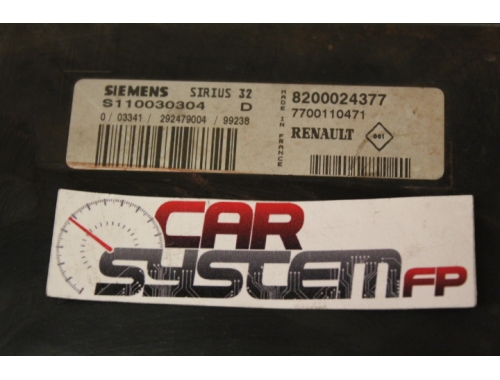 SIEMENS SIRIUS 32
S110030304 D
0 / 03341 / 292479004 / 99238
MADE IN FRANCE
8200024377
7700110471
RENAULT
CAR
SYSTEM FP